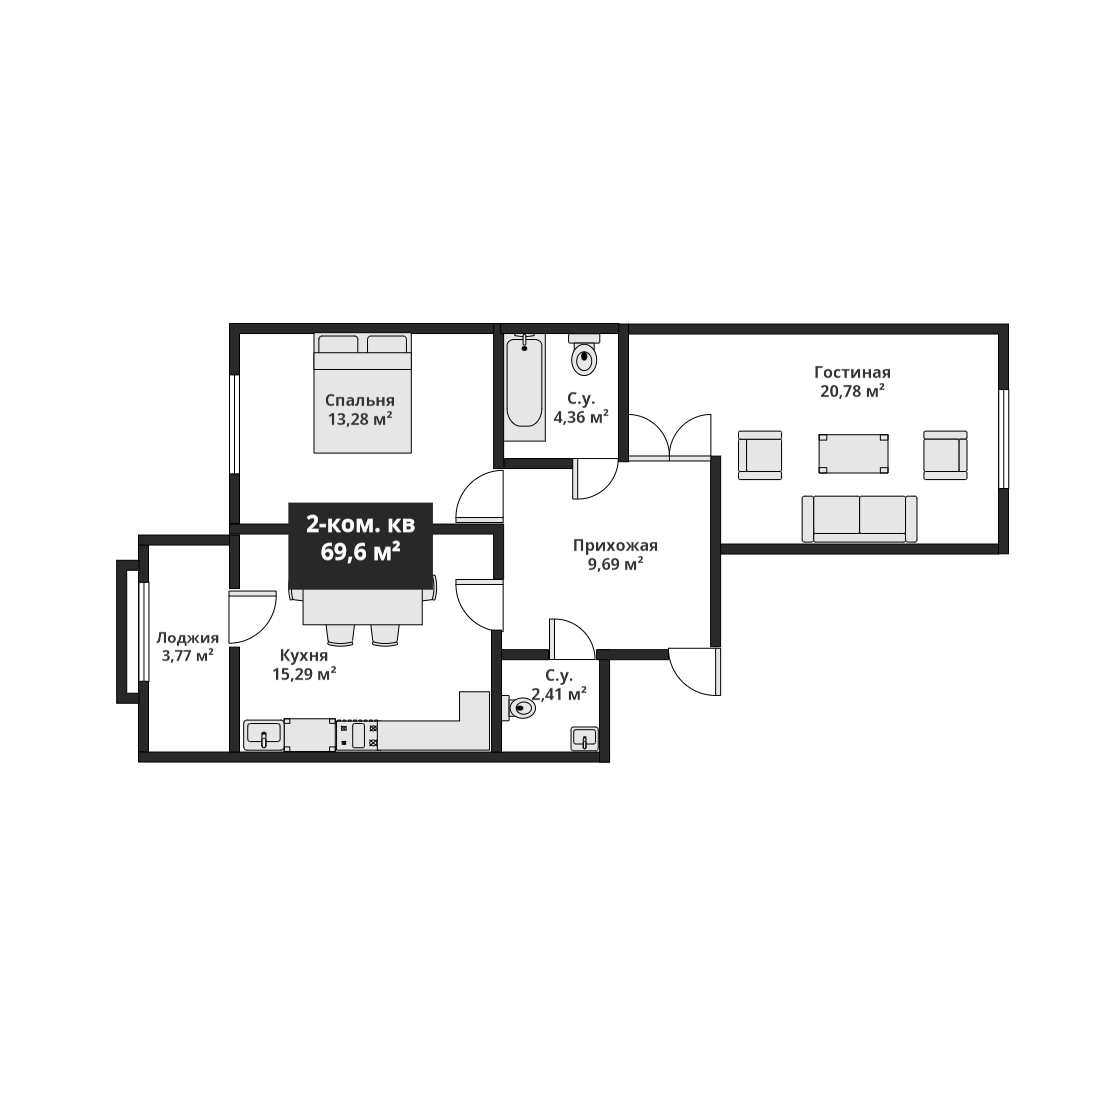 Гостиная
20,78 м²
Спальня
13,28 м²
С.у.
4,36 м²
2-ком. кв
69,6 м²
Прихожая
9,69 м²
Лоджия
3,77 м²
Кухня
15,29 м²
С.у.
2,41 м²